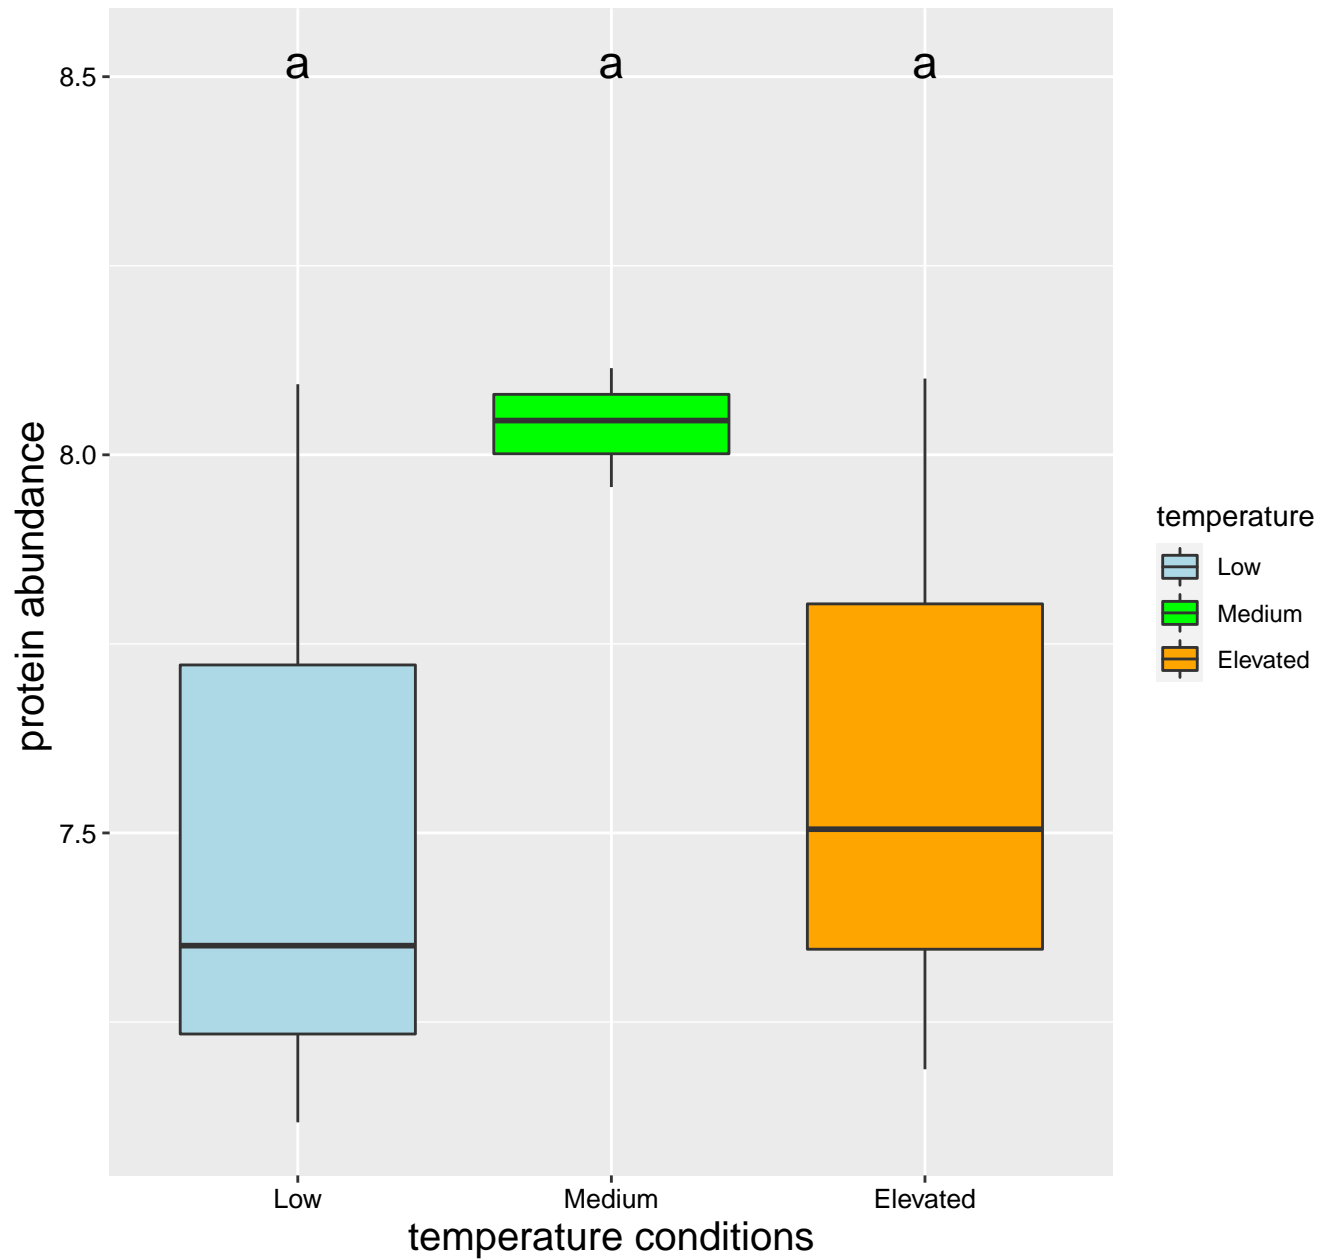 a a a
8.5
8.0
7.5
protein abundance
Low Medium Elevated
temperature conditions
temperature
Low
Medium
Elevated